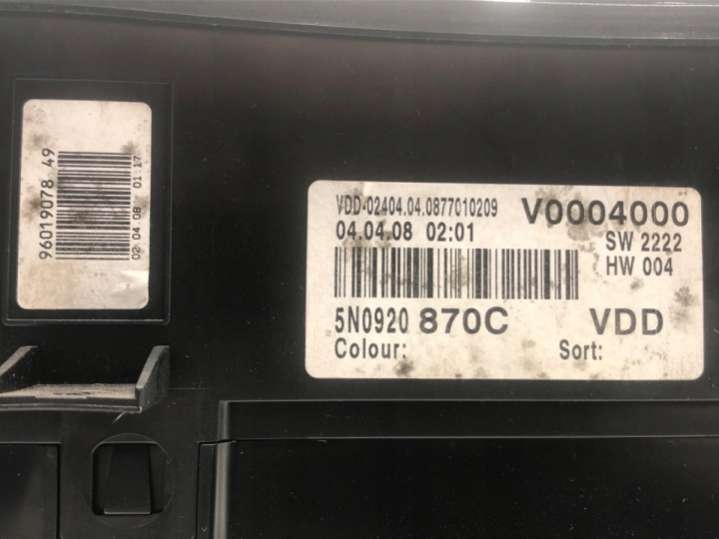 96019078 49
02.04.08 01:17
VDD-02404.04.0877010209 V0004000
04.04.08 02:01 SW 2222
HW 004
5N0920 870C VDD
Colour: Sort: